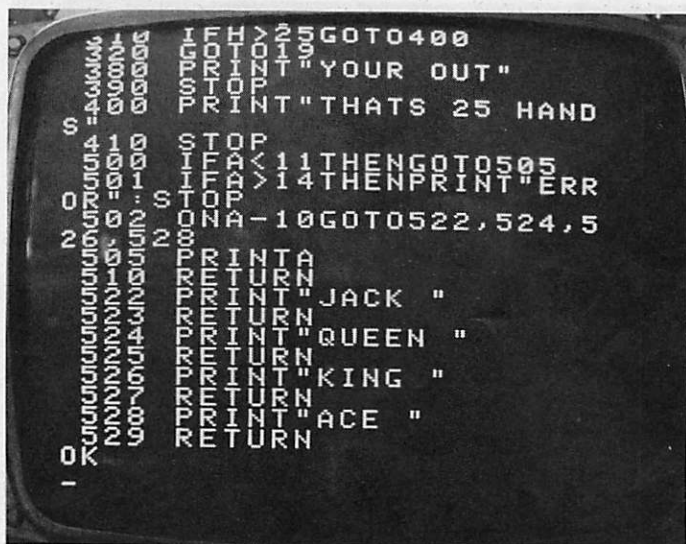 310 IFH>25GOTO400
320 GOTO19
380 PRINT"YOUR OUT"
390 STOP
400 PRINT"THATS 25 HAND
S"
410 STOP
500 IFA<11THENGOTO505
501 IFA>14THENPRINT"ERR
OR":STOP
502 ONA-10GOTO522,524,5
26,528
505 PRINTA
510 RETURN
522 PRINT"JACK "
523 RETURN
524 PRINT"QUEEN "
525 RETURN
526 PRINT"KING "
527 RETURN
528 PRINT"ACE "
529 RETURN
OK
_